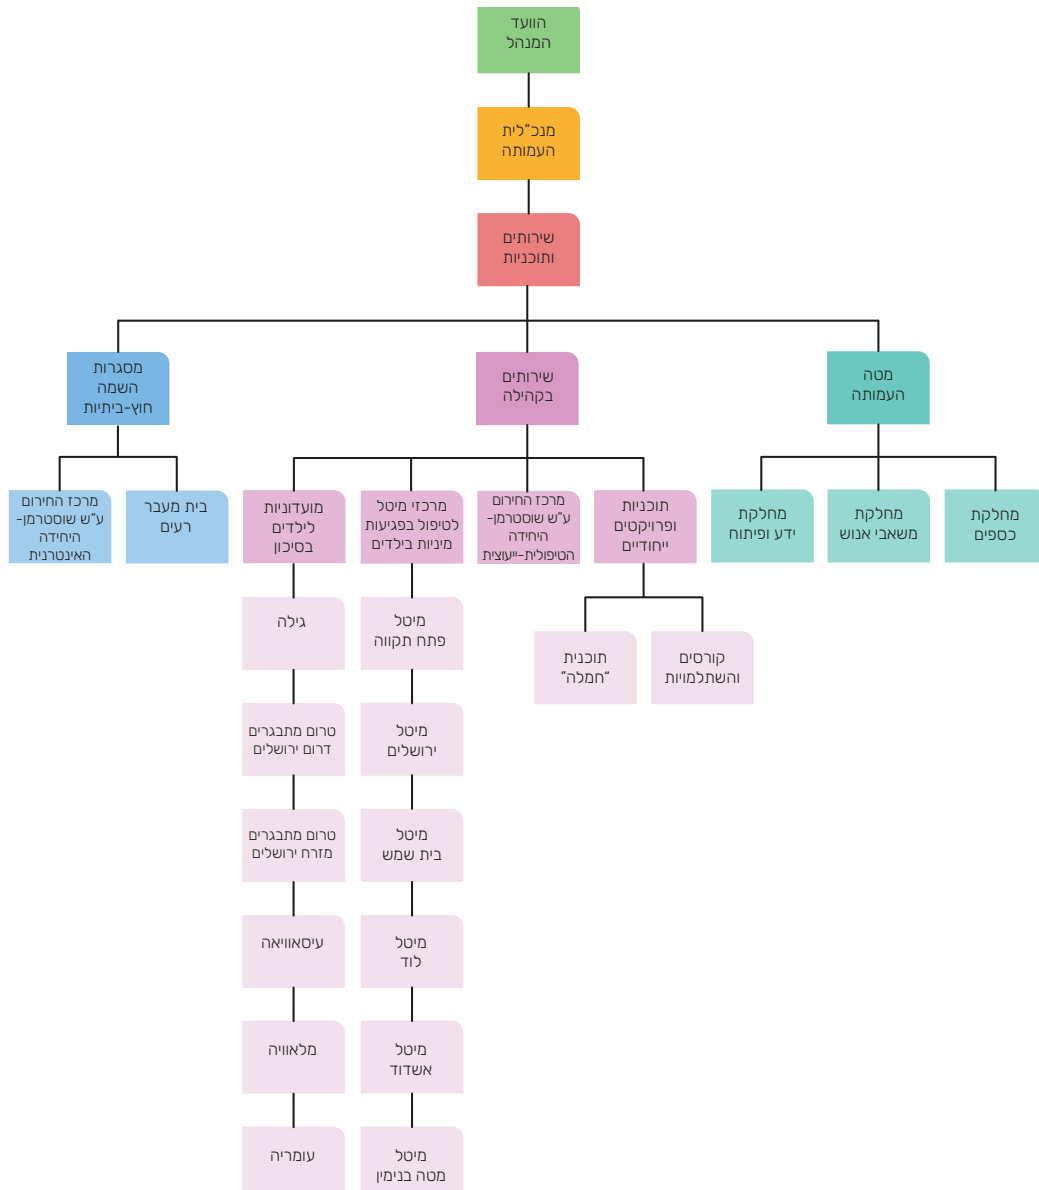 הוועד
המנהל
מנכ"לית
העמותה
שירותים
ותוכניות
מטה
העמותה
שירותים
בקהילה
מסגרות
השמה
חוץ-ביתיות
מחלקת
כספים
מחלקת
משאבי אנוש
מחלקת
ידע ופיתוח
תוכניות
ופרויקטים
ייחודיים
מרכז החירום
ע"ש שוסטרמן-
היחידה
הטיפולית-ייעוצית
מרכזי מיטל
לטיפול בפגיעות
מיניות בילדים
מועדוניות
לילדים
בסיכון
בית מעבר
רעים
מרכז החירום
ע"ש שוסטרמן-
היחידה
האינטרנית
קורסים
והשתלמויות
תוכנית
"חמלה"
מיטל
פתח תקווה
מיטל
ירושלים
מיטל
בית שמש
מיטל
לוד
מיטל
אשדוד
מיטל
מטה בנימין
גילה
טרום מתבגרים
דרום ירושלים
טרום מתבגרים
מזרח ירושלים
עיסאוויאה
מלאוויה
עומריה